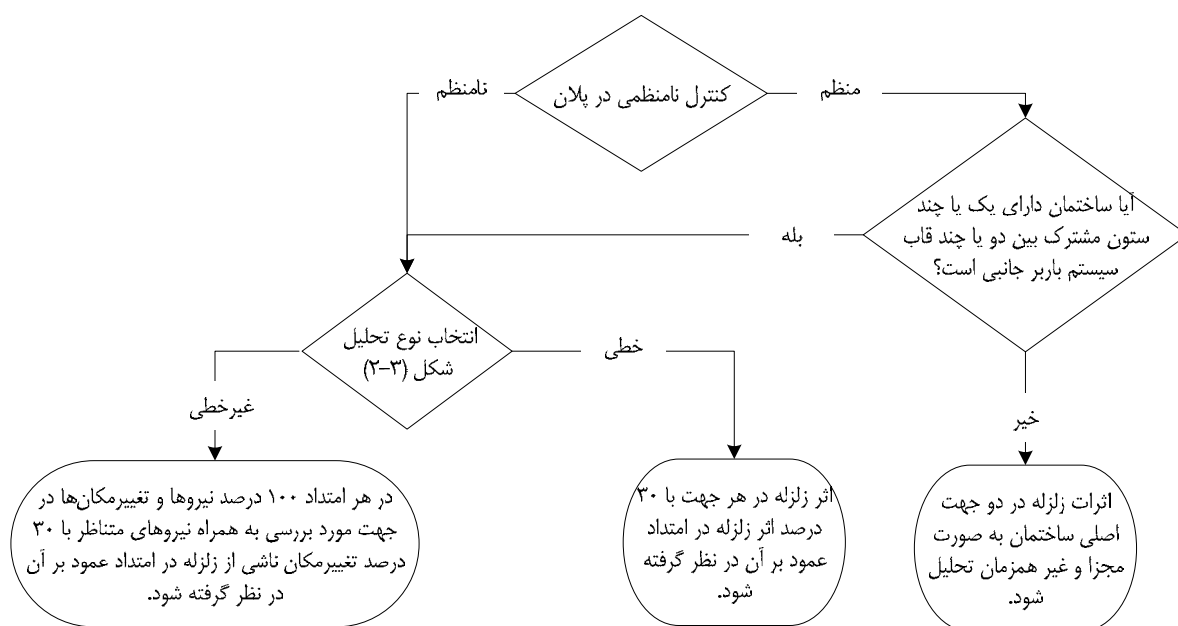 کنترل نامنظمی در پلان
منظم
نامنظم
آیا ساختمان دارای یک یا چند
ستون مشترک بین دو یا چند قاب
سیستم باربر جانبی است؟
بله
خیر
انتخاب نوع تحلیل
شکل (۳-۲)
خطی
غیرخطی
اثرات زلزله در دو جهت
اصلی ساختمان به صورت
مجزا و غیر همزمان تحلیل
شود.
اثر زلزله در هر جهت با ۳۰
درصد اثر زلزله در امتداد
عمود بر آن در نظر گرفته
شود.
در هر امتداد ۱۰۰ درصد نیروها و تغییرمکان‌ها در
جهت مورد بررسی به همراه نیروهای متناظر با ۳۰
درصد تغییرمکان ناشی از زلزله در امتداد عمود بر آن
در نظر گرفته شود.